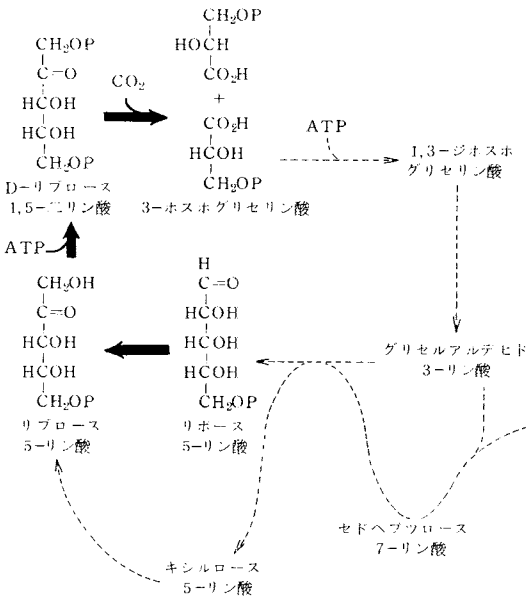 CH₂OP
C=O
HCOH
HCOH
CH₂OP
D-リブロース
1,5-二リン酸
CO₂
CH₂OP
HOCH
CO₂H
+
CO₂H
HCOH
CH₂OP
3-ホスホグリセリン酸
ATP
1,3-ジホスホ
グリセリン酸
ATP
CH₂OH
C=O
HCOH
HCOH
CH₂OP
リブロース
5-リン酸
H
C=O
HCOH
HCOH
HCOH
CH₂OP
リボース
5-リン酸
グリセルアルデヒド
3-リン酸
セドヘプツロース
7-リン酸
キシルロース
5-リン酸